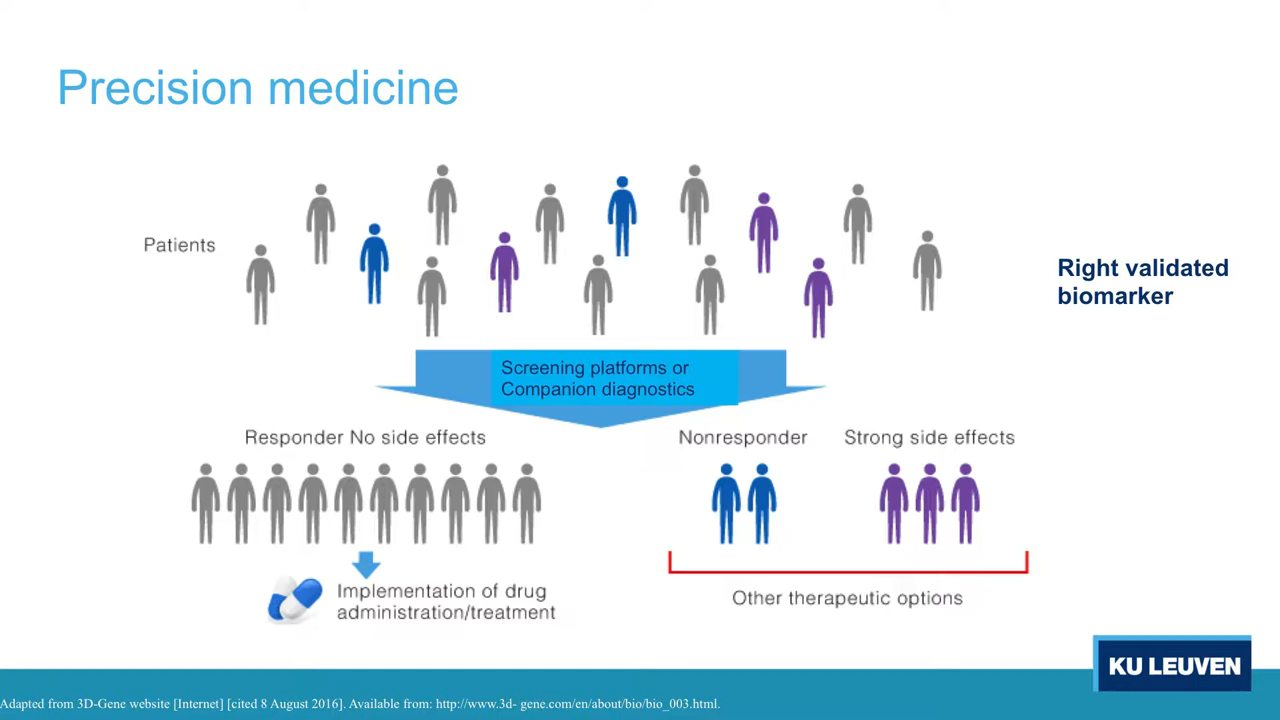 Precision medicine
Patients
Right validated
biomarker
Screening platforms or
Companion diagnostics
Responder No side effects
Nonresponder
Strong side effects
Implementation of drug
administration/treatment
Other therapeutic options
KU LEUVEN
Adapted from 3D-Gene website [Internet] [cited 8 August 2016]. Available from: http://www.3d- gene.com/en/about/bio/bio_003.html.